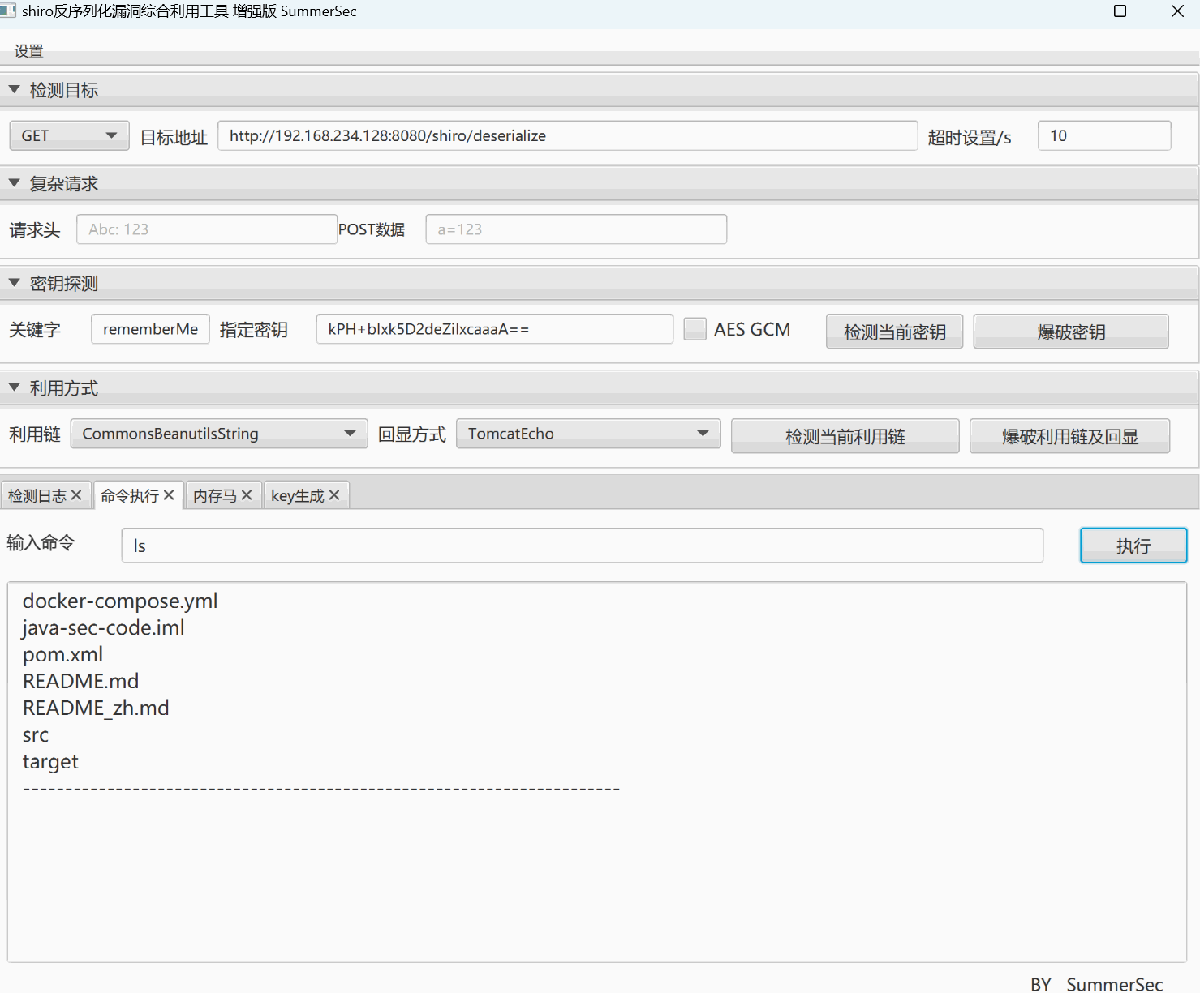 shiro反序列化漏洞综合利用工具 增强版 SummerSec
设置
检测目标
GET 目标地址 http://192.168.234.128:8080/shiro/deserialize 超时设置/s 10
复杂请求
请求头 Abc: 123 POST数据 a=123
密钥探测
关键字 rememberMe 指定密钥 kPH+bIxk5D2deZiIxcaaaA== AES GCM 检测当前密钥 爆破密钥
利用方式
利用链 CommonsBeanutilsString 回显方式 TomcatEcho 检测当前利用链 爆破利用链及回显
检测日志 命令执行 内存马 key生成
输入命令 ls 执行
docker-compose.yml
java-sec-code.iml
pom.xml
README.md
README_zh.md
src
target
-----------------------------------------------------------------------
BY SummerSec